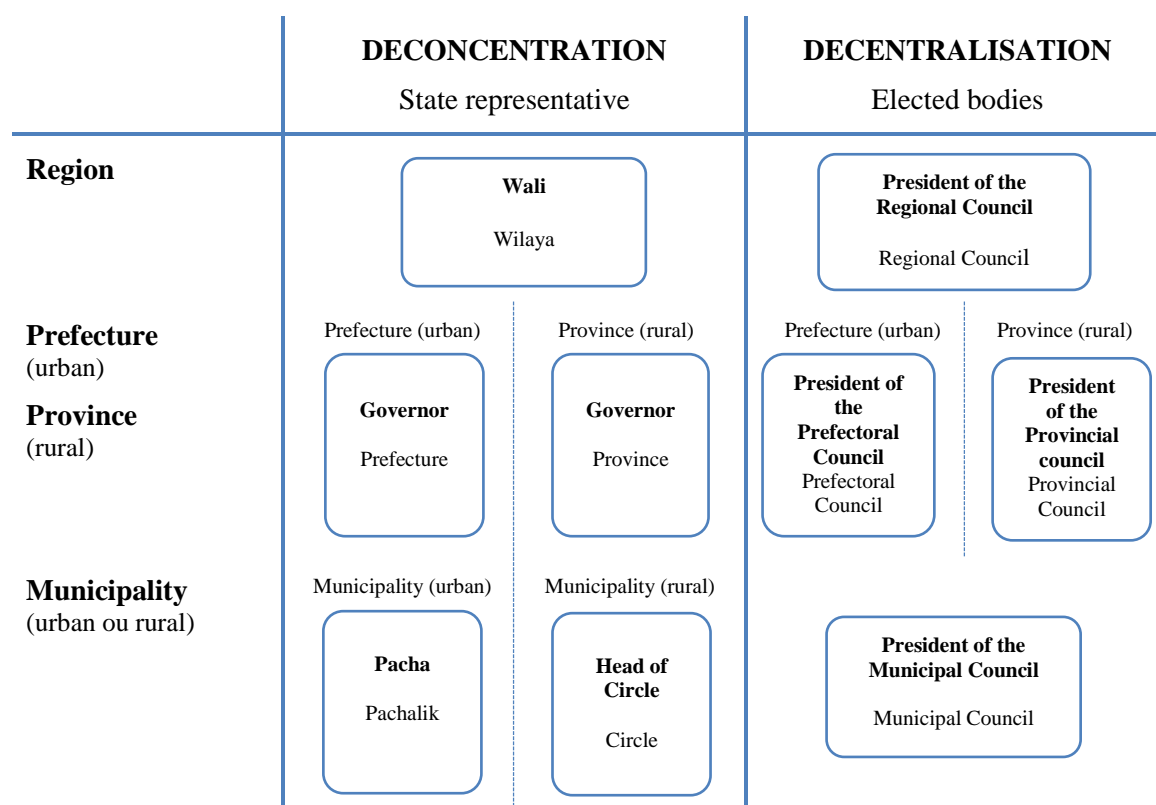 DECONCENTRATION
State representative
DECENTRALISATION
Elected bodies
Region
Wali
Wilaya
President of the
Regional Council
Regional Council
Prefecture
(urban)
Province
(rural)
Prefecture (urban)
Governor
Prefecture
Province (rural)
Governor
Province
Prefecture (urban)
President of
the
Prefectoral
Council
Prefectoral
Council
Province (rural)
President
of the
Provincial
council
Provincial
Council
Municipality
(urban ou rural)
Municipality (urban)
Pacha
Pachalik
Municipality (rural)
Head of
Circle
Circle
President of the
Municipal Council
Municipal Council